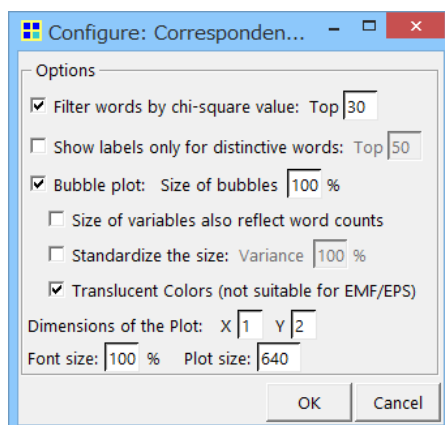 Configure: Corresponden...
Options
Filter words by chi-square value: Top 30
Show labels only for distinctive words: Top 50
Bubble plot: Size of bubbles 100 %
Size of variables also reflect word counts
Standardize the size: Variance 100 %
Translucent Colors (not suitable for EMF/EPS)
Dimensions of the Plot: X 1 Y 2
Font size: 100 % Plot size: 640
OK Cancel